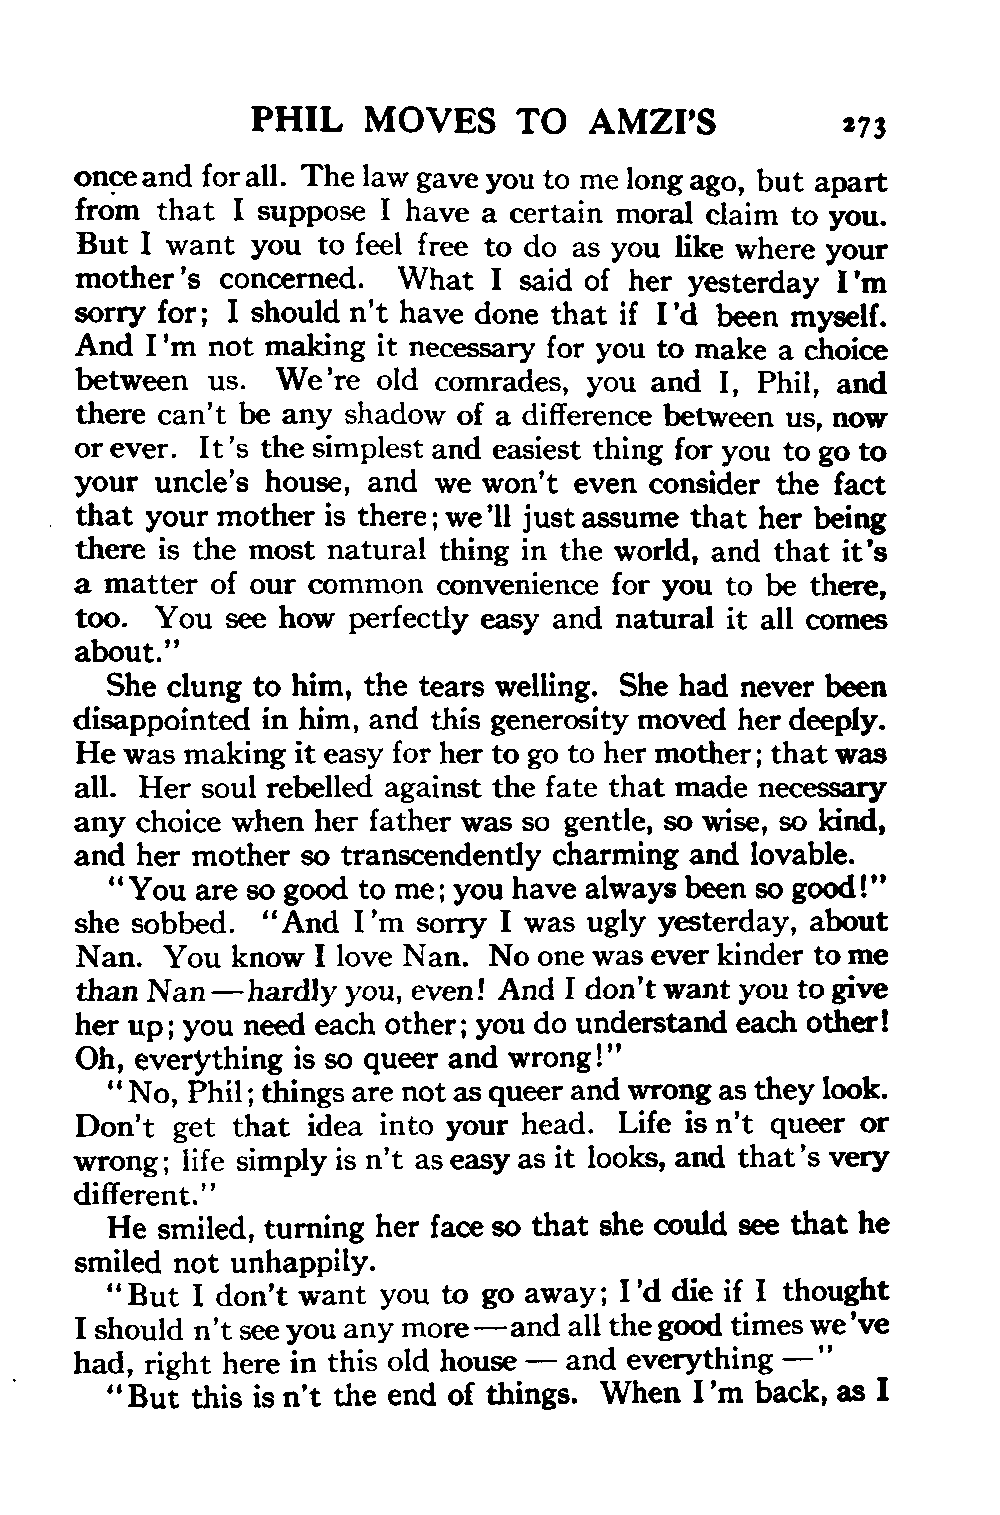 PHIL MOVES TO AMZI'S 273
once and for all. The law gave you to me long ago, but apart
from that I suppose I have a certain moral claim to you.
But I want you to feel free to do as you like where your
mother's concerned. What I said of her yesterday I'm
sorry for; I should n't have done that if I'd been myself.
And I'm not making it necessary for you to make a choice
between us. We're old comrades, you and I, Phil, and
there can't be any shadow of a difference between us, now
or ever. It's the simplest and easiest thing for you to go to
your uncle's house, and we won't even consider the fact
that your mother is there; we'll just assume that her being
there is the most natural thing in the world, and that it's
a matter of our common convenience for you to be there,
too. You see how perfectly easy and natural it all comes
about."
She clung to him, the tears welling. She had never been
disappointed in him, and this generosity moved her deeply.
He was making it easy for her to go to her mother; that was
all. Her soul rebelled against the fate that made necessary
any choice when her father was so gentle, so wise, so kind,
and her mother so transcendently charming and lovable.
"You are so good to me; you have always been so good!"
she sobbed. "And I'm sorry I was ugly yesterday, about
Nan. You know I love Nan. No one was ever kinder to me
than Nan—hardly you, even! And I don't want you to give
her up; you need each other; you do understand each other!
Oh, everything is so queer and wrong!"
"No, Phil; things are not as queer and wrong as they look.
Don't get that idea into your head. Life is n't queer or
wrong; life simply is n't as easy as it looks, and that's very
different."
He smiled, turning her face so that she could see that he
smiled not unhappily.
"But I don't want you to go away; I'd die if I thought
I should n't see you any more—and all the good times we've
had, right here in this old house — and everything —"
"But this is n't the end of things. When I'm back, as I